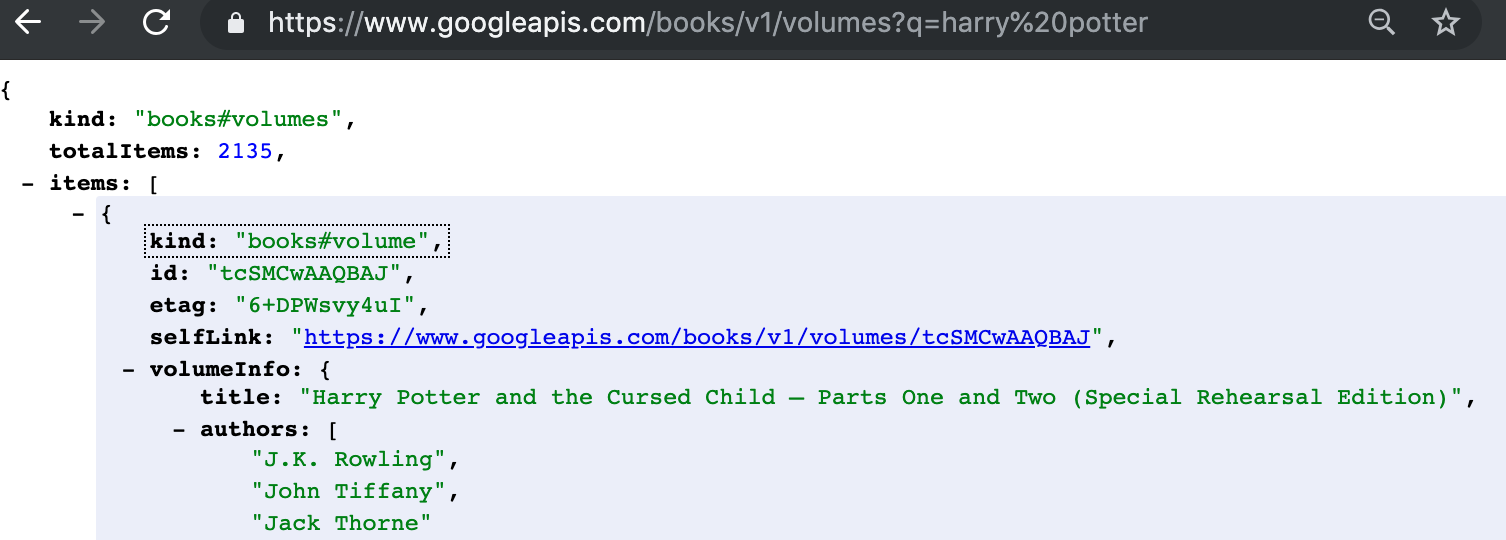 https://www.googleapis.com/books/v1/volumes?q=harry%20potter
{
kind: "books#volumes",
totalItems: 2135,
- items: [
- {
kind: "books#volume",
id: "tcSMCwAAQBAJ",
etag: "6+DPWsvy4uI",
selfLink: "https://www.googleapis.com/books/v1/volumes/tcSMCwAAQBAJ",
- volumeInfo: {
title: "Harry Potter and the Cursed Child – Parts One and Two (Special Rehearsal Edition)",
- authors: [
"J.K. Rowling",
"John Tiffany",
"Jack Thorne"